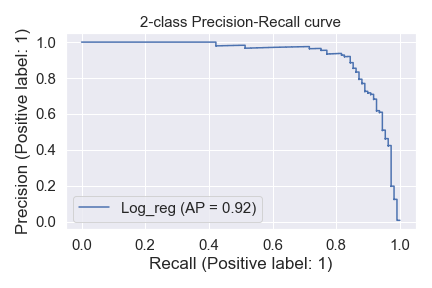 2-class Precision-Recall curve
Precision (Positive label: 1)
1.0
0.8
0.6
0.4
0.2
0.0
Log_reg (AP = 0.92)
0.0 0.2 0.4 0.6 0.8 1.0
Recall (Positive label: 1)